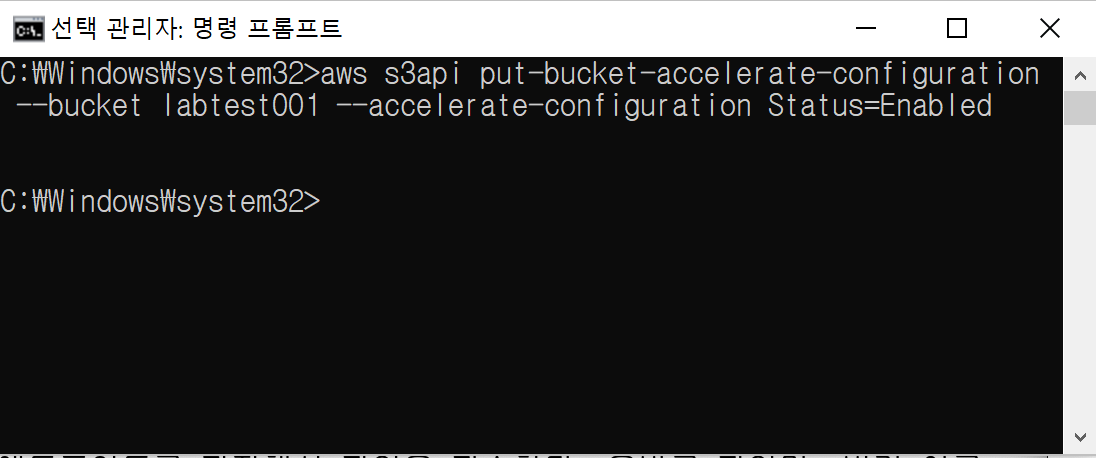 선택 관리자: 명령 프롬프트
C:₩Windows₩system32>aws s3api put-bucket-accelerate-configuration
--bucket labtest001 --accelerate-configuration Status=Enabled
C:₩Windows₩system32>